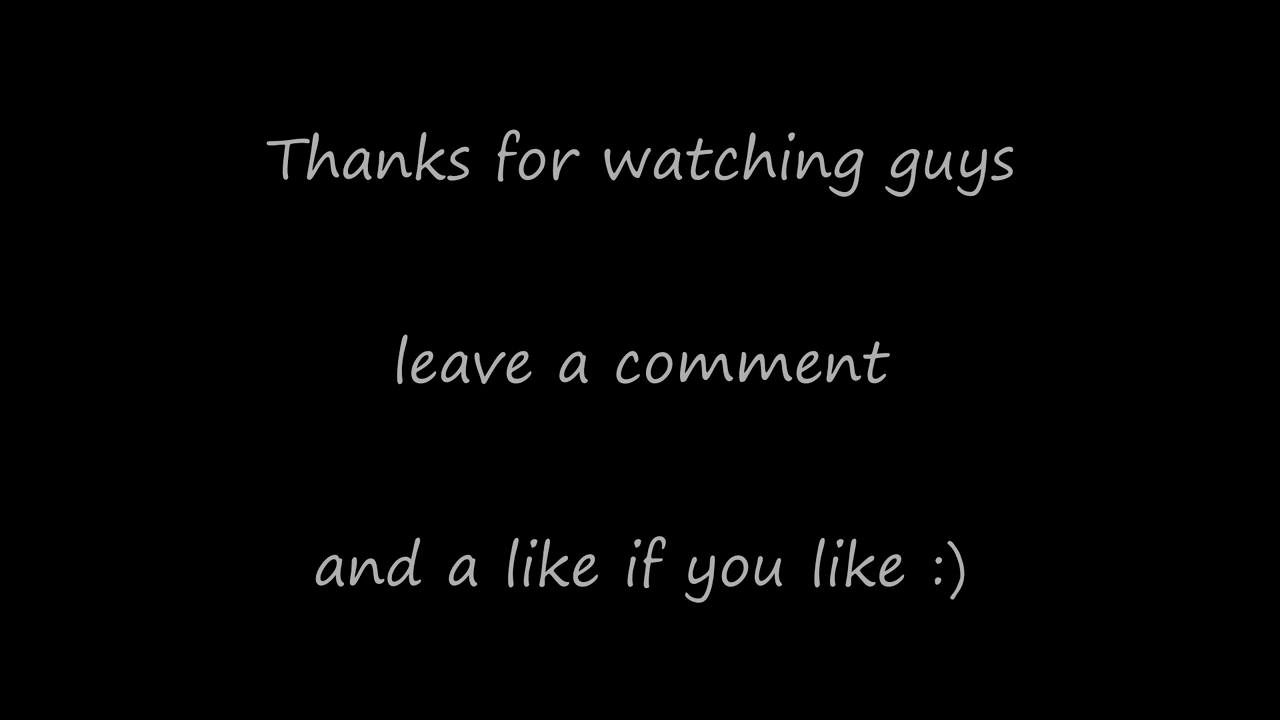 Thanks for watching guys
leave a comment
and a like if you like :)